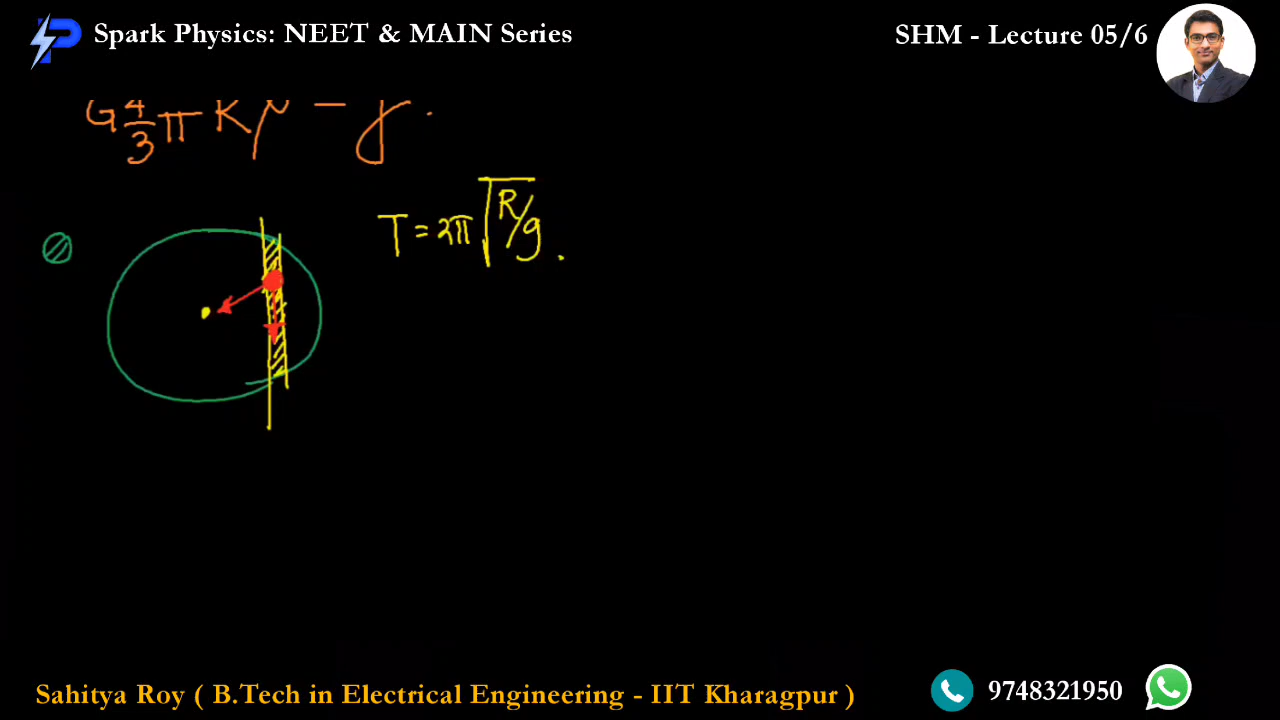 Spark Physics: NEET & MAIN Series
SHM - Lecture 05/6
G 4/3 π R ρ = g.
T = 2π √R/g.
Sahitya Roy ( B.Tech in Electrical Engineering - IIT Kharagpur )
9748321950